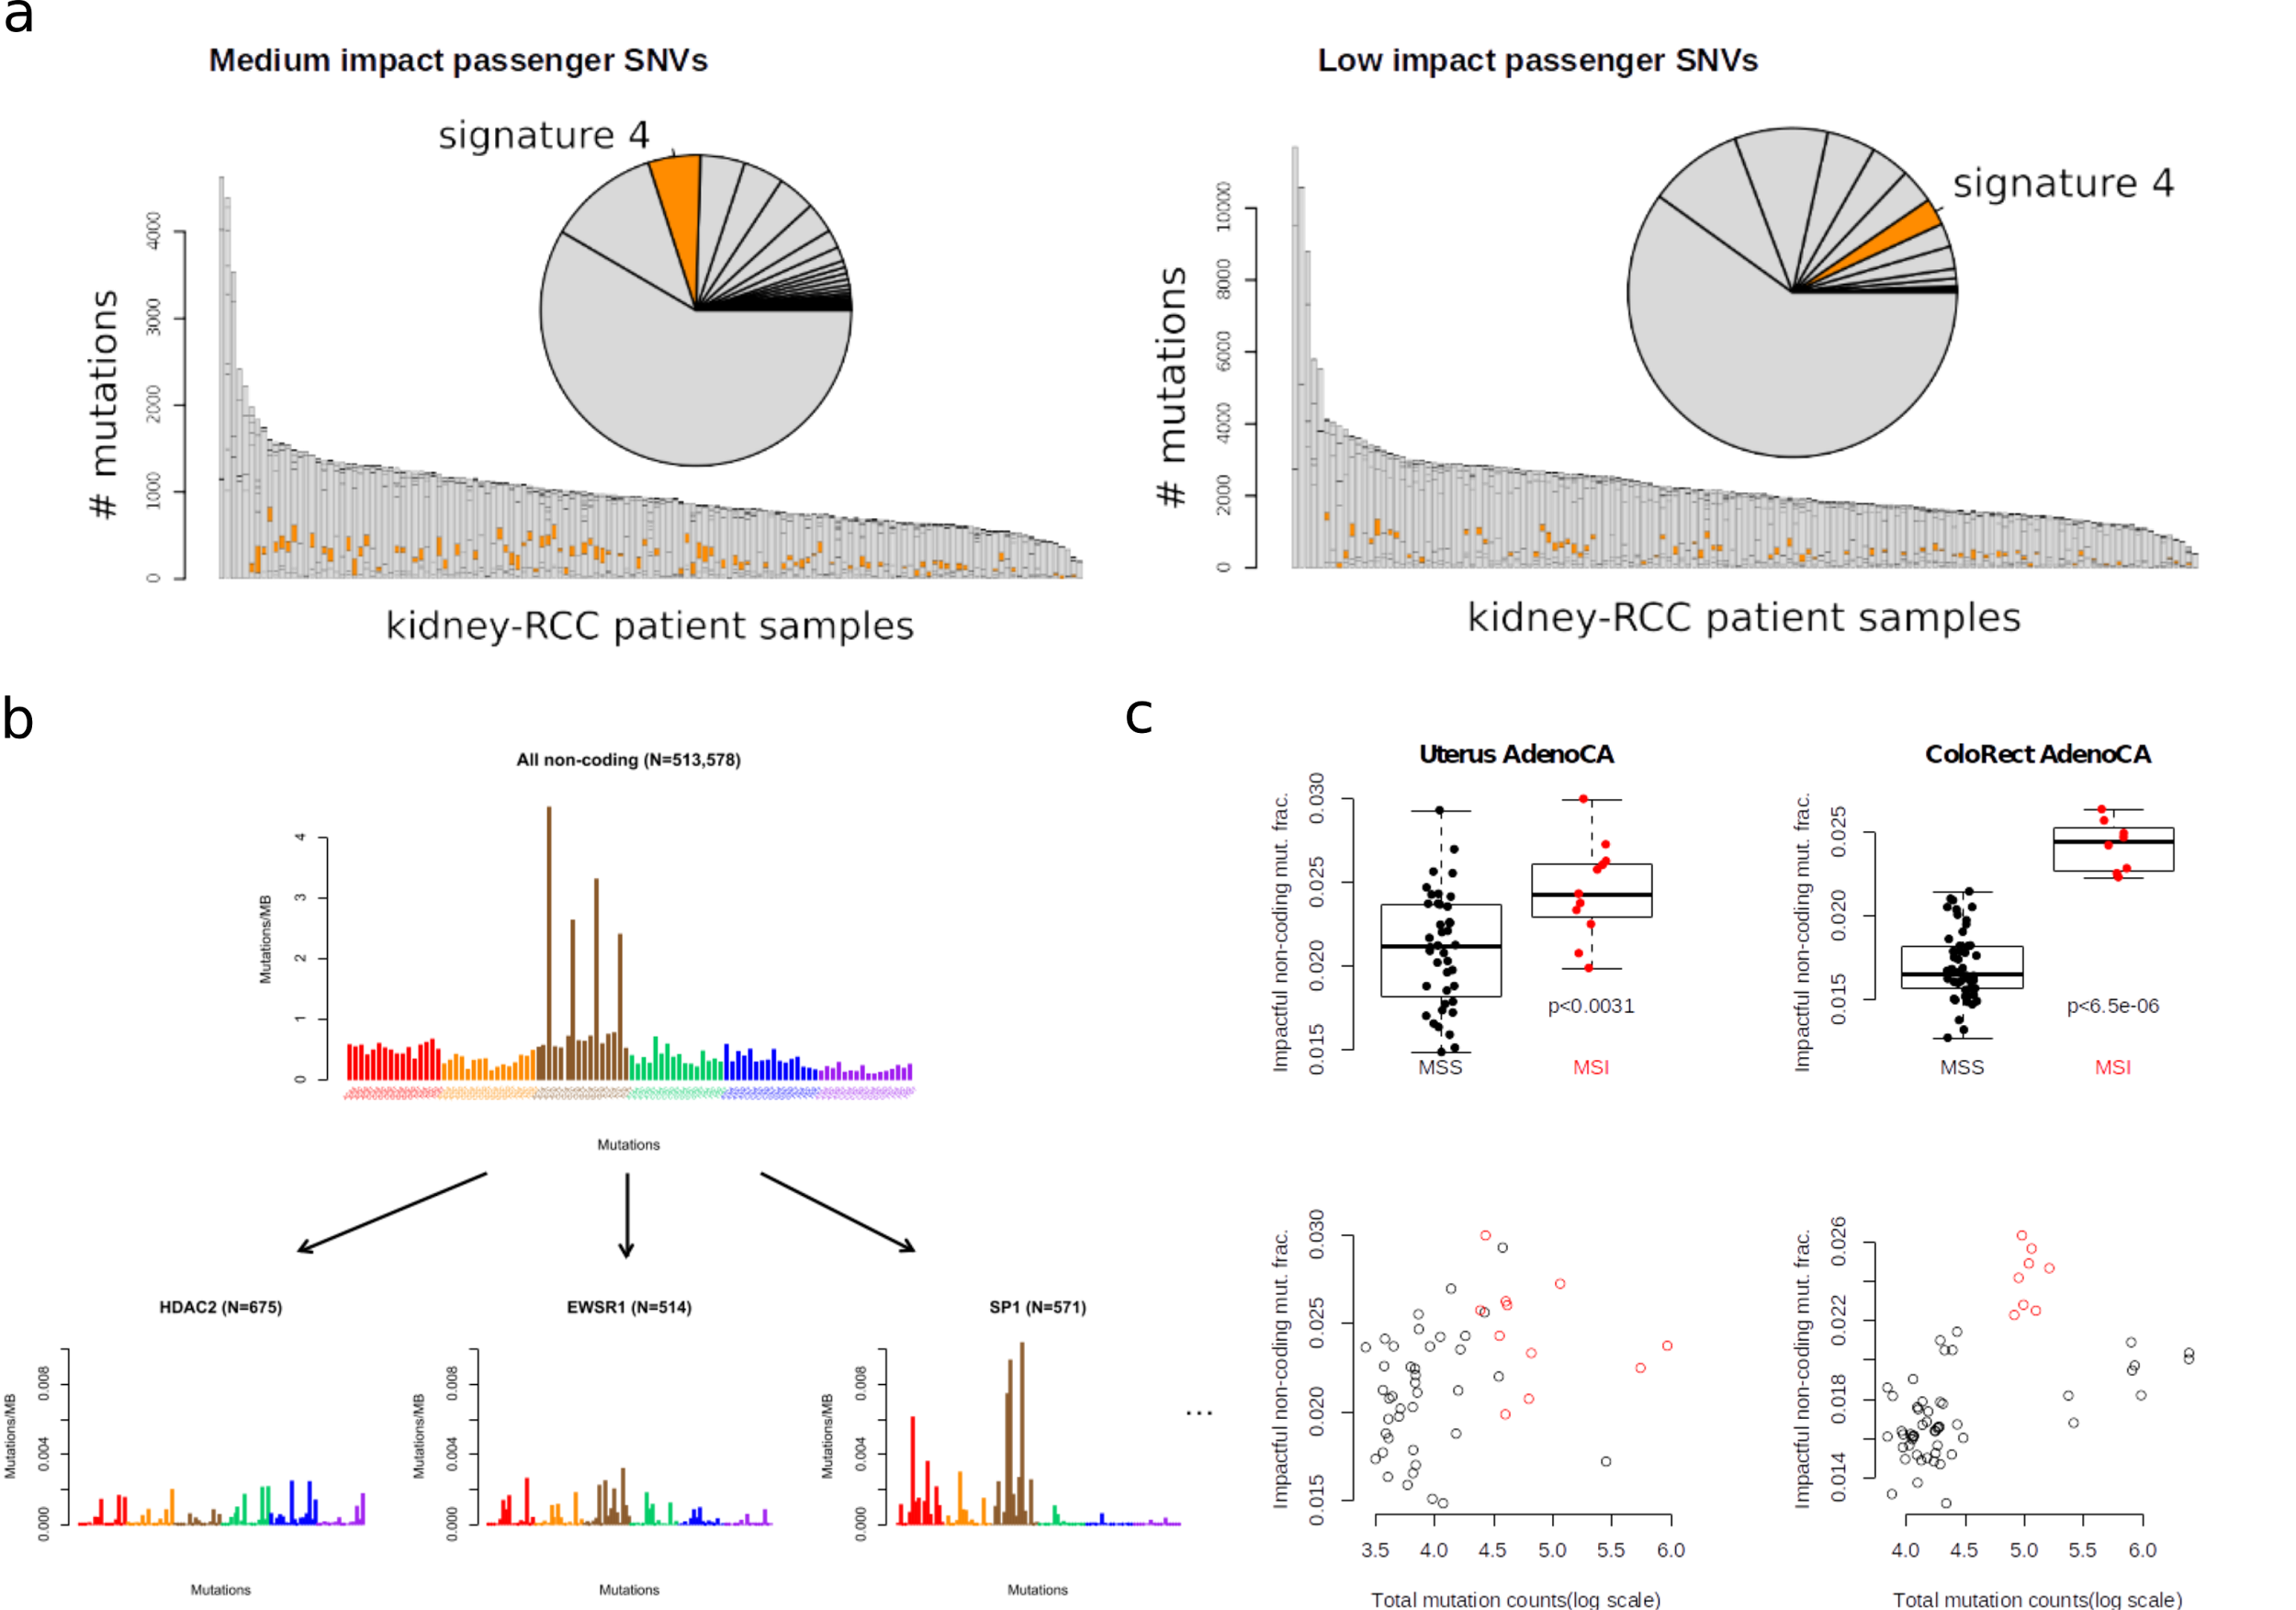 a
Medium impact passenger SNVs
signature 4
# mutations
0
1000
2000
3000
4000
kidney-RCC patient samples
Low impact passenger SNVs
signature 4
# mutations
0
2000
4000
6000
8000
10000
kidney-RCC patient samples
b
All non-coding (N=513,578)
Mutations/MB
0
1
2
3
4
Mutations
HDAC2 (N=675)
Mutations/MB
0.000
0.004
0.008
Mutations
EWSR1 (N=514)
Mutations/MB
0.000
0.004
0.008
Mutations
SP1 (N=571)
Mutations/MB
0.000
0.004
0.008
Mutations
...
c
Uterus AdenoCA
Impactful non-coding mut. frac.
0.015
0.020
0.025
0.030
p<0.0031
MSS
MSI
ColoRect AdenoCA
Impactful non-coding mut. frac.
0.015
0.020
0.025
p<6.5e-06
MSS
MSI
Impactful non-coding mut. frac.
0.015
0.020
0.025
0.030
3.5 4.0 4.5 5.0 5.5 6.0
Total mutation counts(log scale)
Impactful non-coding mut. frac.
0.014
0.018
0.022
0.026
4.0 4.5 5.0 5.5 6.0
Total mutation counts(log scale)